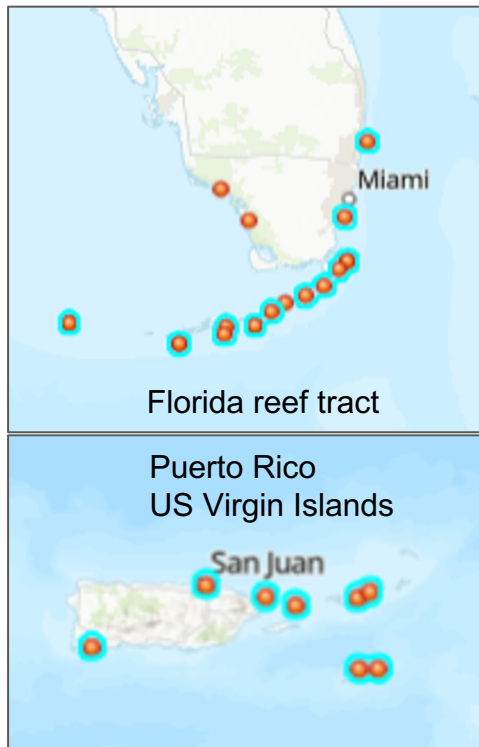 Miami
Florida reef tract
Puerto Rico
US Virgin Islands
San Juan